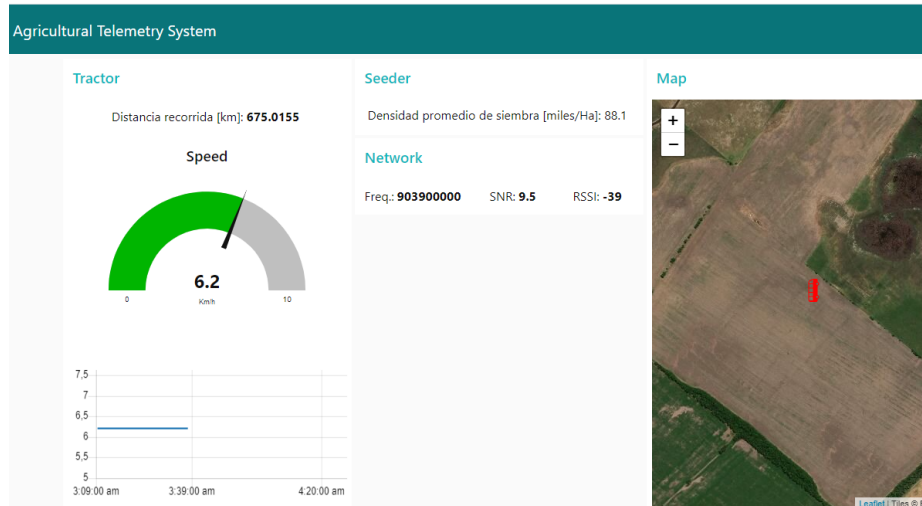 Agricultural Telemetry System
Tractor
Distancia recorrida [km]: 675.0155
Speed
6.2
Km/h
0
10
7,5
7
6,5
6
5,5
5
3:09:00 am
3:39:00 am
4:20:00 am
Seeder
Densidad promedio de siembra [miles/Ha]: 88.1
Network
Freq.: 903900000 SNR: 9.5 RSSI: -39
Map
+
−
Leaflet | Tiles ©